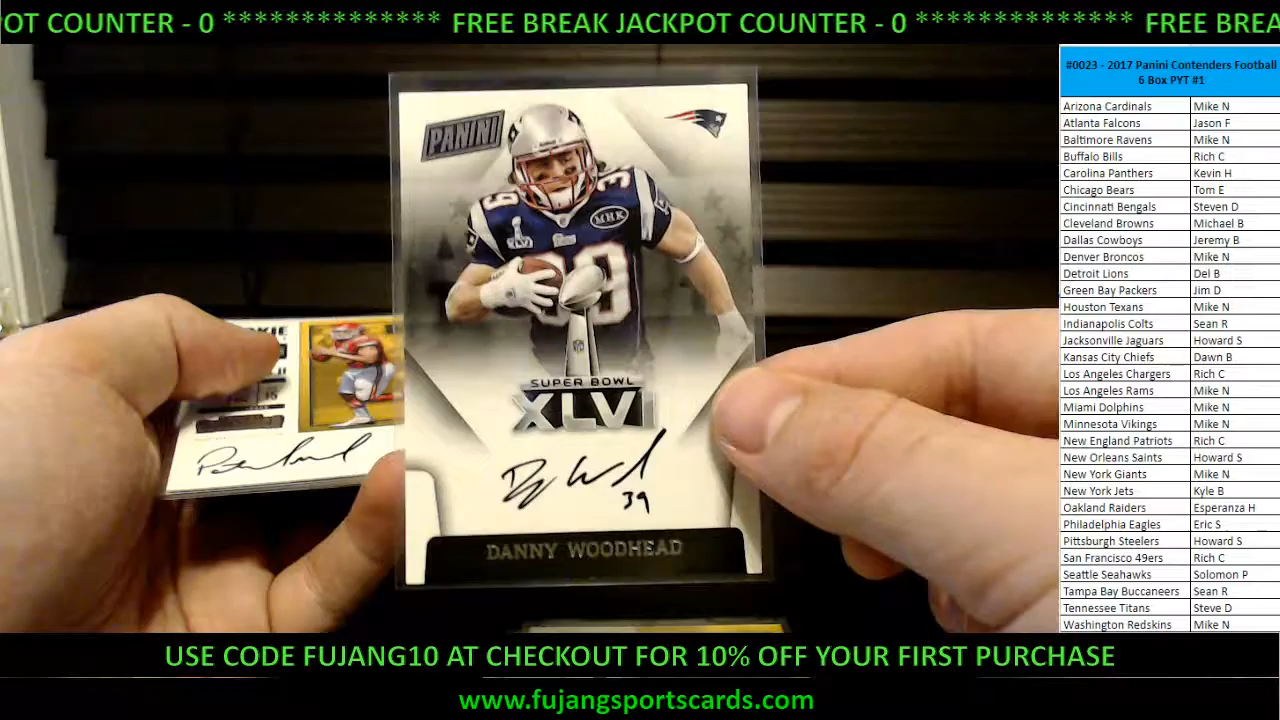 OT COUNTER - 0 ************** FREE BREAK JACKPOT COUNTER - 0 ************** FREE BREA
#0023 - 2017 Panini Contenders Football
6 Box PYT #1
Arizona Cardinals Mike N
Atlanta Falcons Jason F
Baltimore Ravens Mike N
Buffalo Bills Rich C
Carolina Panthers Kevin H
Chicago Bears Tom E
Cincinnati Bengals Steven D
Cleveland Browns Michael B
Dallas Cowboys Jeremy B
Denver Broncos Mike N
Detroit Lions Del B
Green Bay Packers Jim D
Houston Texans Mike N
Indianapolis Colts Sean R
Jacksonville Jaguars Howard S
Kansas City Chiefs Dawn B
Los Angeles Chargers Rich C
Los Angeles Rams Mike N
Miami Dolphins Mike N
Minnesota Vikings Mike N
New England Patriots Rich C
New Orleans Saints Howard S
New York Giants Mike N
New York Jets Kyle B
Oakland Raiders Esperanza H
Philadelphia Eagles Eric S
Pittsburgh Steelers Howard S
San Francisco 49ers Rich C
Seattle Seahawks Solomon P
Tampa Bay Buccaneers Sean R
Tennessee Titans Steve D
Washington Redskins Mike N
PANINI
39
MHK
39
SUPER BOWL
XLVI
39
DANNY WOODHEAD
USE CODE FUJANG10 AT CHECKOUT FOR 10% OFF YOUR FIRST PURCHASE
www.fujangsportscards.com